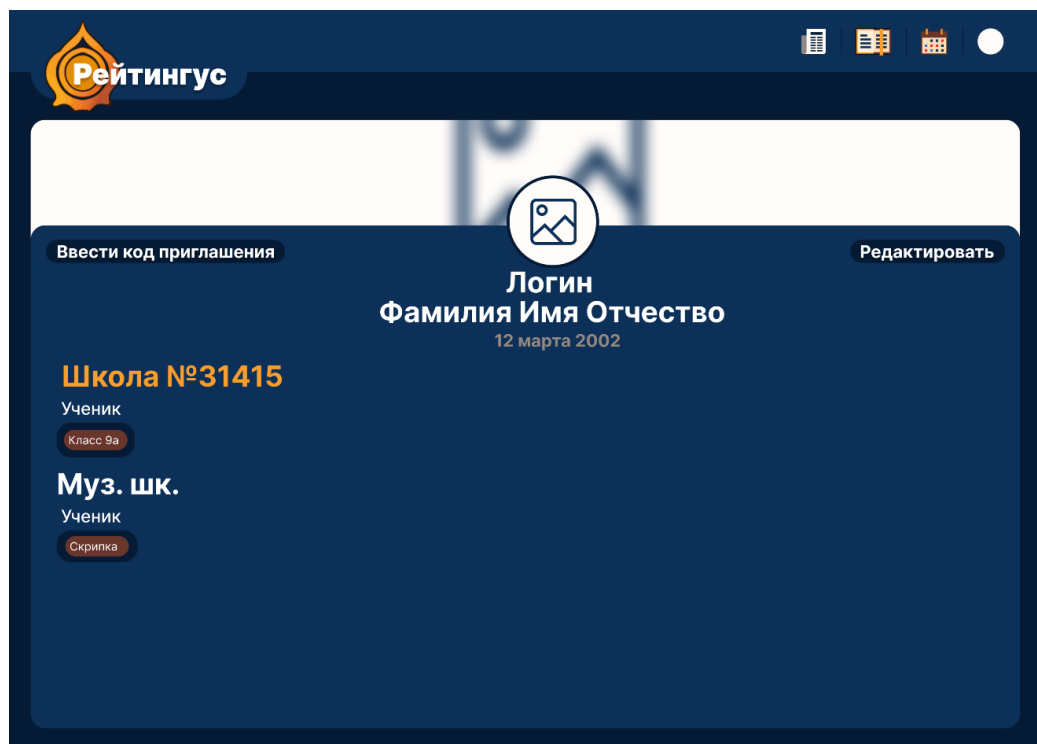 Рейтингус
Ввести код приглашения
Редактировать
Логин
Фамилия Имя Отчество
12 марта 2002
Школа №31415
Ученик
Класс 9а
Муз. шк.
Ученик
Скрипка